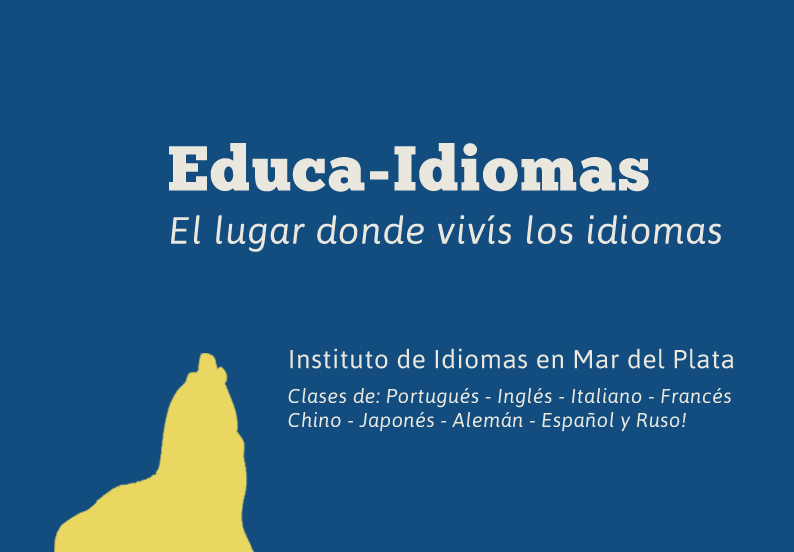 Educa-Idiomas
El lugar donde vivís los idiomas
Instituto de Idiomas en Mar del Plata
Clases de: Portugués - Inglés - Italiano - Francés
Chino - Japonés - Alemán - Español y Ruso!